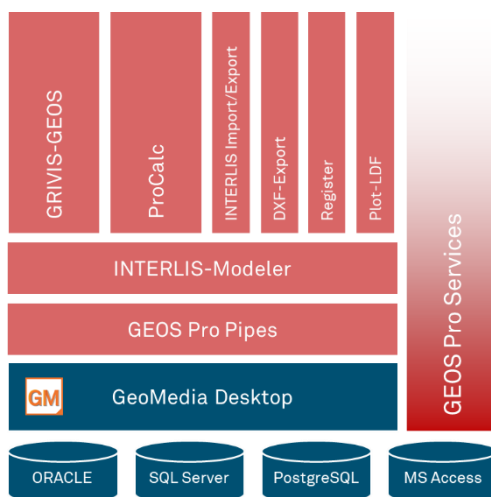 GRIVIS-GEOS
ProCalc
INTERLIS Import/Export
DXF-Export
Register
Plot-LDF
GEOS Pro Services
INTERLIS-Modeler
GEOS Pro Pipes
GM
GeoMedia Desktop
ORACLE
SQL Server
PostgreSQL
MS Access